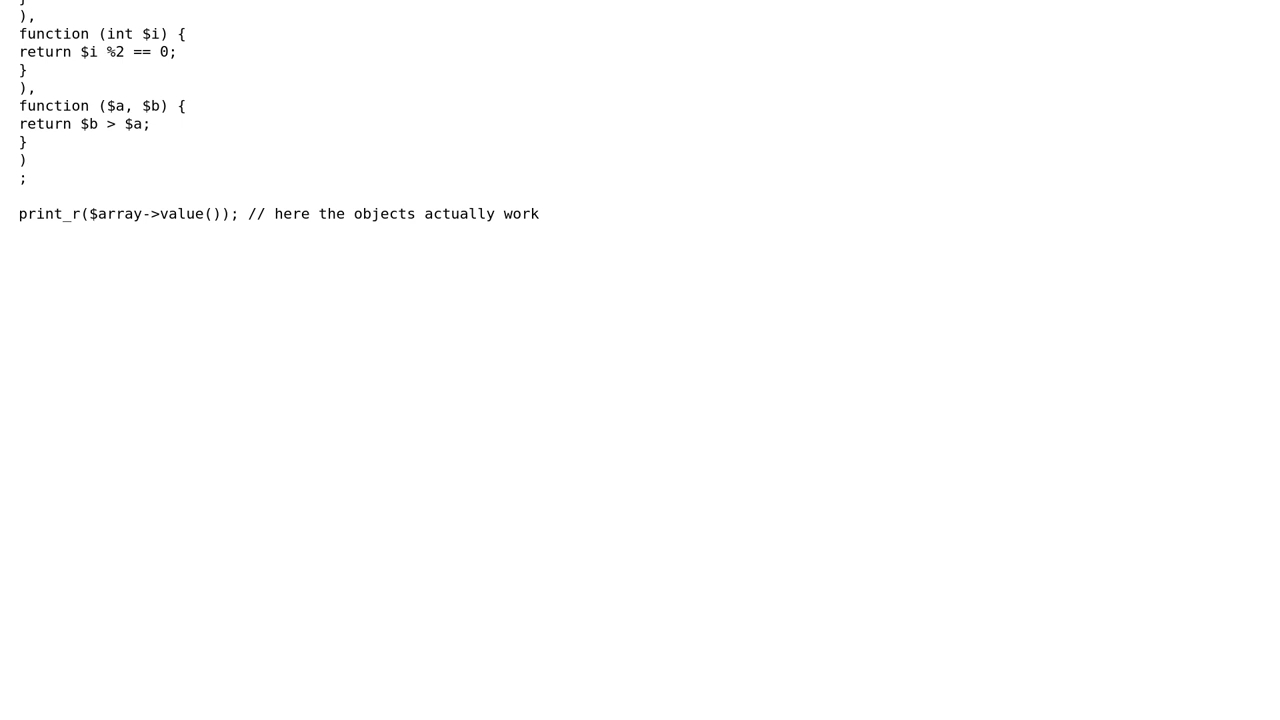 }
),
function (int $i) {
return $i %2 == 0;
}
),
function ($a, $b) {
return $b > $a;
}
)
;
print_r($array->value()); // here the objects actually work